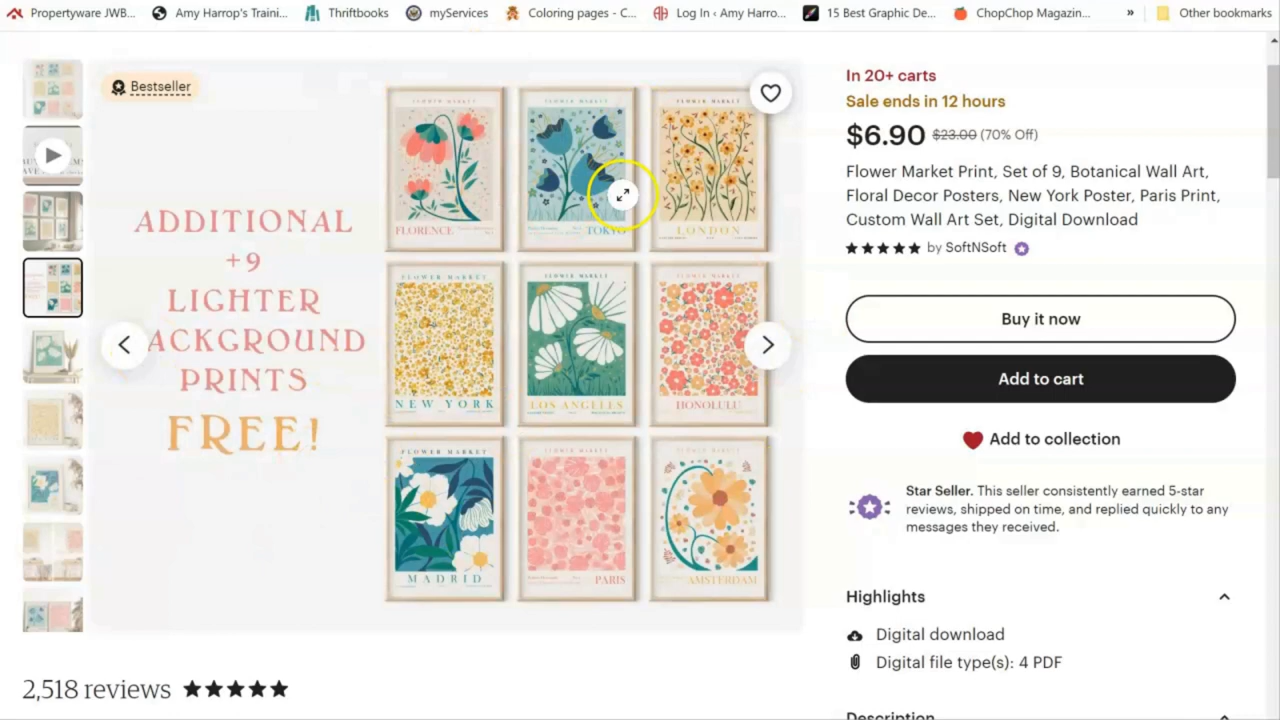 Propertyware JWB...
Amy Harrop's Traini...
Thriftbooks
myServices
Coloring pages - C...
Log In ‹ Amy Harro...
15 Best Graphic De...
ChopChop Magazin...
»
Other bookmarks
Bestseller
ADDITIONAL
+9
LIGHTER
ACKGROUND
PRINTS
FREE!
FLOWER MARKET
FLORENCE
FLOWER MARKET
TOKYO
FLOWER MARKET
LONDON
FLOWER MARKET
NEW YORK
FLOWER MARKET
LOS ANGELES
FLOWER MARKET
HONOLULU
FLOWER MARKET
MADRID
FLOWER MARKET
PARIS
FLOWER MARKET
AMSTERDAM
2,518 reviews
In 20+ carts
Sale ends in 12 hours
$6.90 $23.00 (70% Off)
Flower Market Print, Set of 9, Botanical Wall Art,
Floral Decor Posters, New York Poster, Paris Print,
Custom Wall Art Set, Digital Download
by SoftNSoft
Buy it now
Add to cart
Add to collection
Star Seller. This seller consistently earned 5-star
reviews, shipped on time, and replied quickly to any
messages they received.
Highlights
Digital download
Digital file type(s): 4 PDF
Description